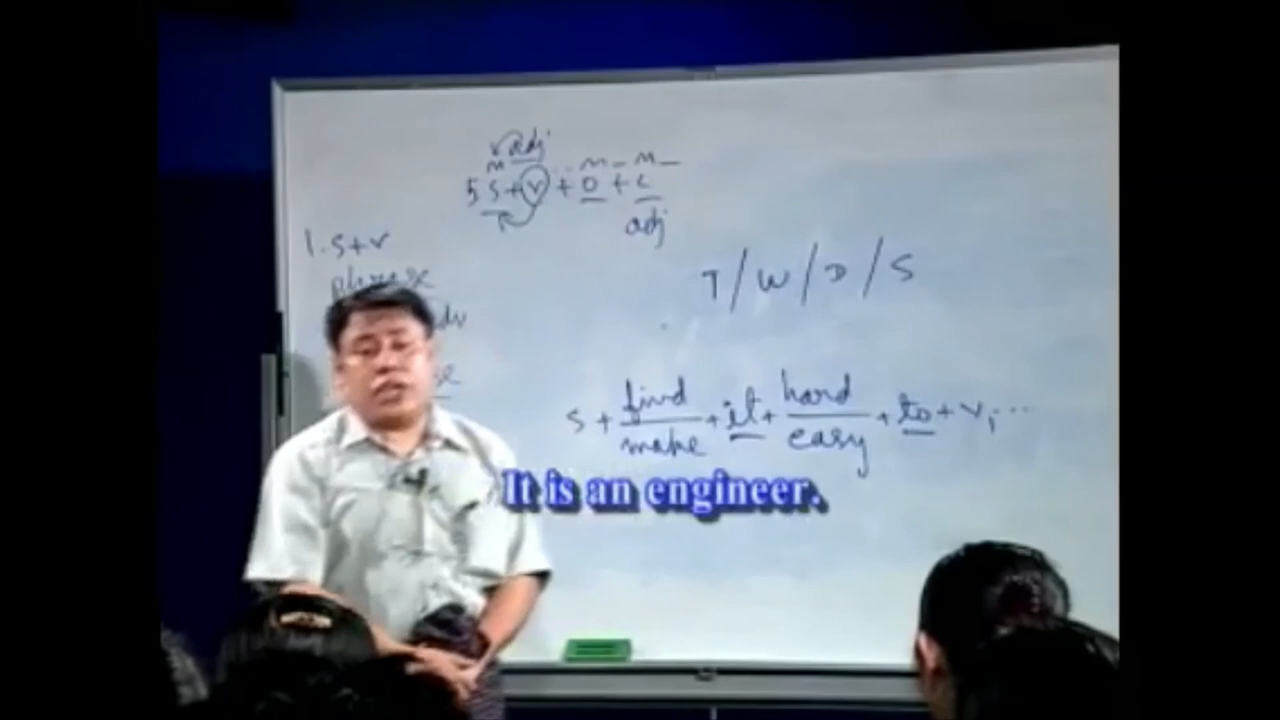 adj
5 S+V+O+C
adj
1. S+V
phrase
T/W/D/S
find hard
S + + it + + to + V1 ...
make easy
It is an engineer.